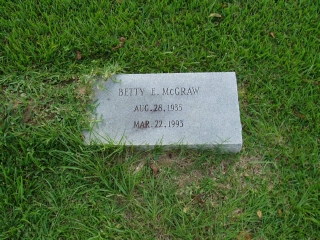 BETTY E. McGRAW
AUG. 28, 1935
MAR. 22, 1995